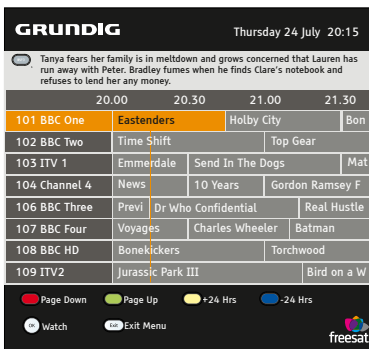 GRUNDIG
Thursday 24 July 20:15
Tanya fears her family is in meltdown and grows concerned that Lauren has
run away with Peter. Bradley fumes when he finds Clare's notebook and
refuses to lend her any money.
20.00 20.30 21.00 21.30
101 BBC One Eastenders Holby City Bon
102 BBC Two Time Shift Top Gear
103 ITV 1 Emmerdale Send In The Dogs Mat
104 Channel 4 News 10 Years Gordon Ramsey F
106 BBC Three Previ Dr Who Confidential Real Hustle
107 BBC Four Voyages Charles Wheeler Batman
108 BBC HD Bonekickers Torchwood
109 ITV2 Jurassic Park III Bird on a W
Page Down Page Up +24 Hrs -24 Hrs
OK Watch Exit Exit Menu
freesat